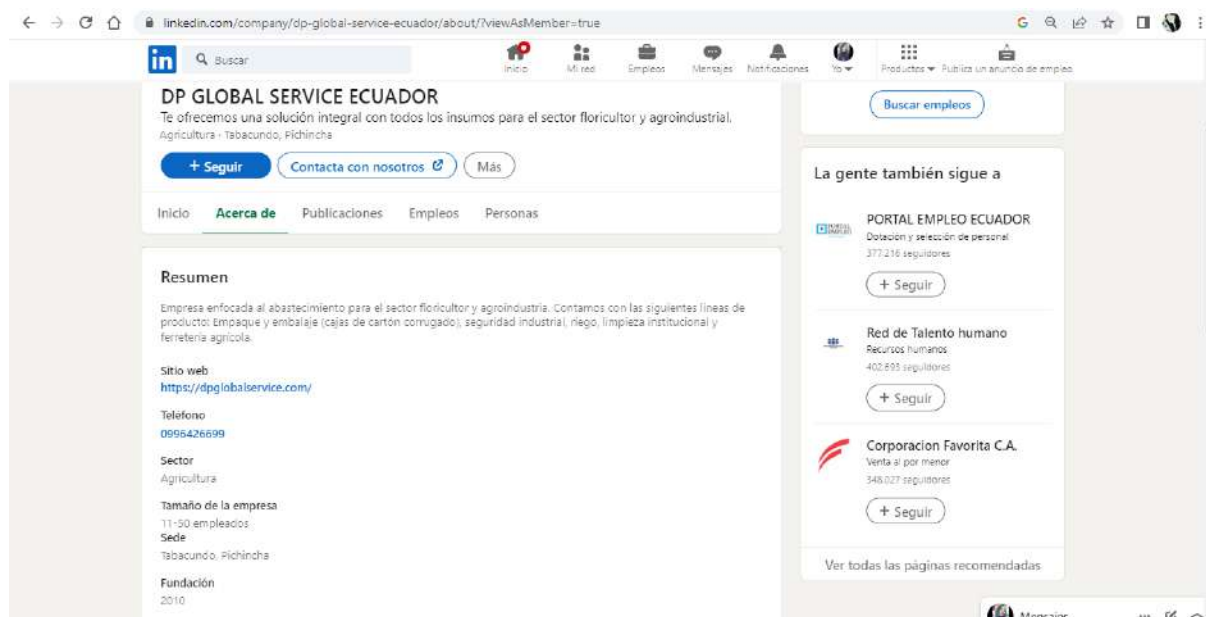 linkedin.com/company/dp-global-service-ecuador/about/?viewAsMember=true
Buscar
Inicio
Mi red
Empleos
Mensajes
Notificaciones
Yo
Productos
Publica un anuncio de empleo
DP GLOBAL SERVICE ECUADOR
Te ofrecemos una solución integral con todos los insumos para el sector floricultor y agroindustrial.
Agricultura · Tabacundo, Pichincha
+ Seguir
Contacta con nosotros
Más
Inicio
Acerca de
Publicaciones
Empleos
Personas
Resumen
Empresa enfocada al abastecimiento para el sector floricultor y agroindustria. Contamos con las siguientes lineas de
producto: Empaque y embalaje (cajas de cartón corrugado), seguridad industrial, riego, limpieza institucional y
ferretería agrícola.
Sitio web
https://dpglobalservice.com/
Teléfono
0996426699
Sector
Agricultura
Tamaño de la empresa
11-50 empleados
Sede
Tabacundo, Pichincha
Fundación
2010
Buscar empleos
La gente también sigue a
PORTAL EMPLEO ECUADOR
Dotación y selección de personal
377.216 seguidores
+ Seguir
Red de Talento humano
Recursos humanos
402.693 seguidores
+ Seguir
Corporacion Favorita C.A.
Venta al por menor
348.027 seguidores
+ Seguir
Ver todas las páginas recomendadas
Mensajes